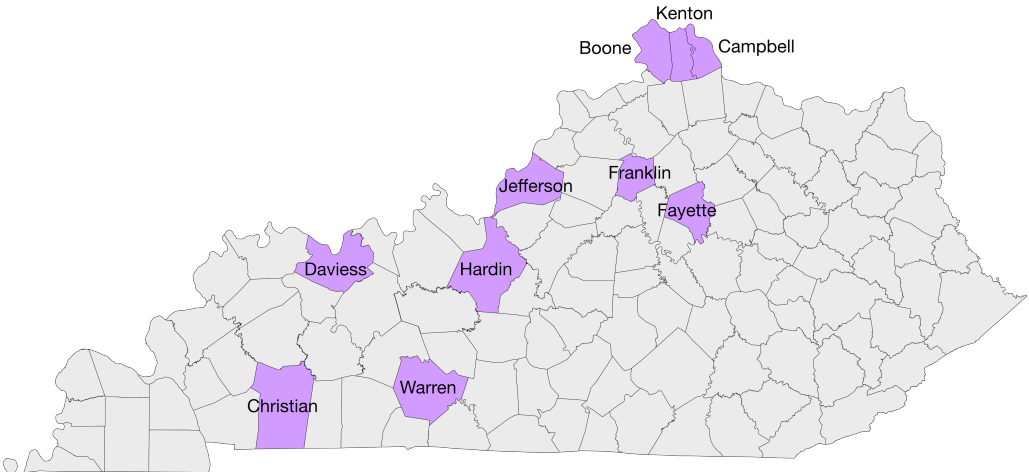 Kenton
Boone
Campbell
Franklin
Jefferson
Fayette
Daviess
Hardin
Warren
Christian